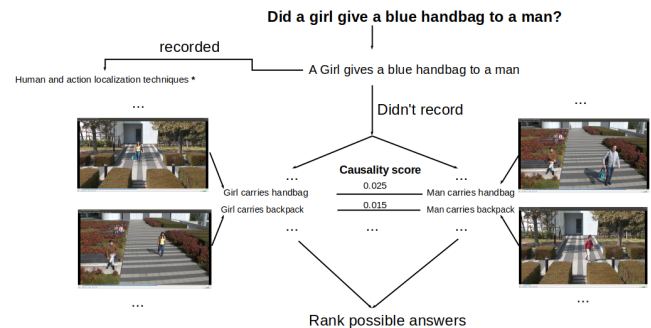 Did a girl give a blue handbag to a man?
recorded
A Girl gives a blue handbag to a man
Human and action localization techniques *
...
Didn't record
...
...
Causality score
...
Girl carries handbag
0.025
Man carries handbag
Girl carries backpack
0.015
Man carries backpack
...
...
...
...
...
Rank possible answers